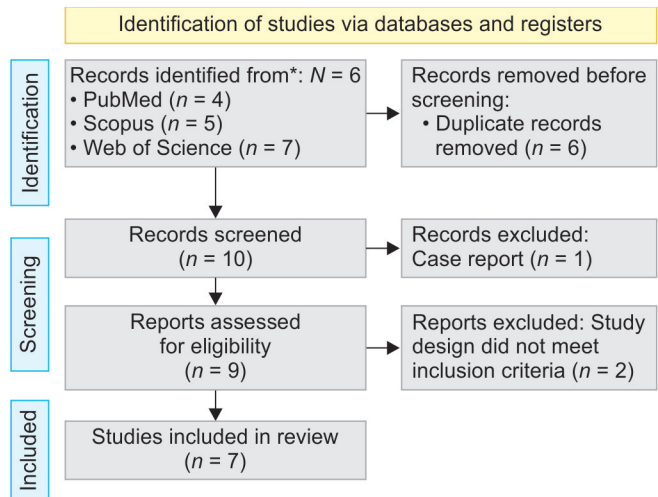 Identification of studies via databases and registers
Identification
Records identified from*: N = 6
• PubMed (n = 4)
• Scopus (n = 5)
• Web of Science (n = 7)
Records removed before
screening:
• Duplicate records
removed (n = 6)
Screening
Records screened
(n = 10)
Records excluded:
Case report (n = 1)
Reports assessed
for eligibility
(n = 9)
Reports excluded: Study
design did not meet
inclusion criteria (n = 2)
Included
Studies included in review
(n = 7)